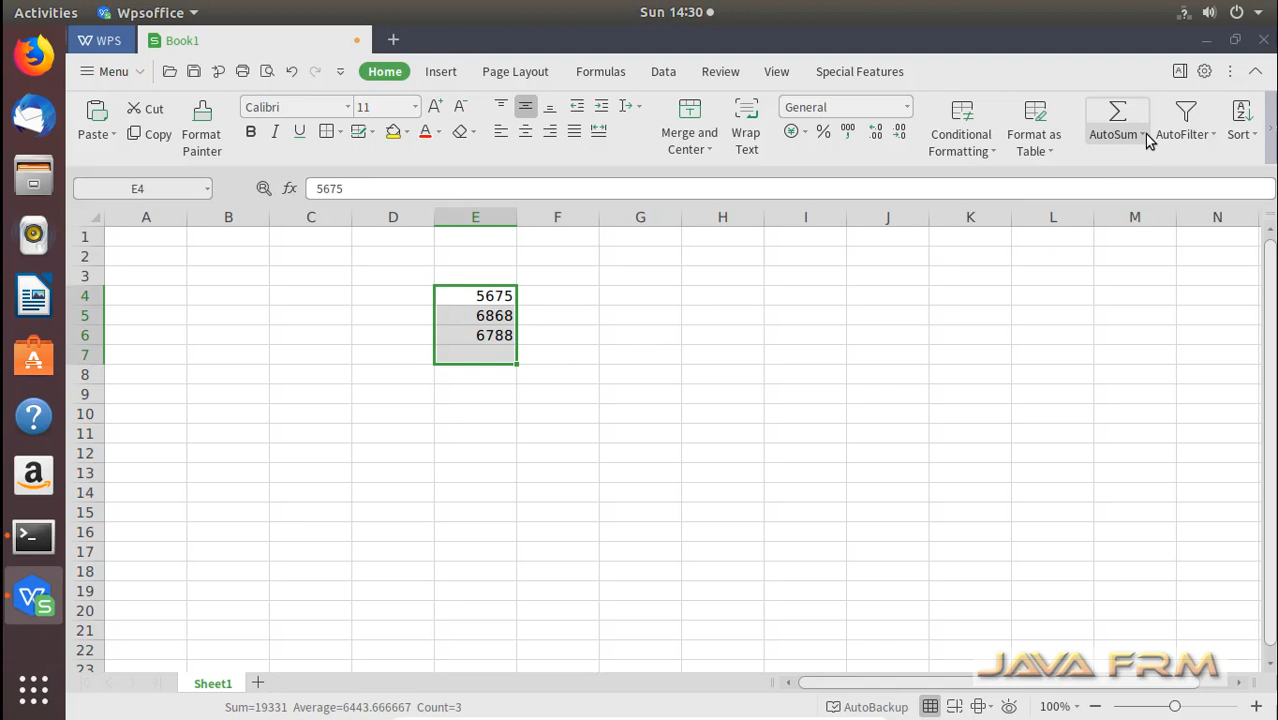 Activities Wpsoffice Sun 14:30
WPS Book1
Menu Home Insert Page Layout Formulas Data Review View Special Features
Paste Cut Copy Format Painter Calibri 11 B I U A Merge and Center Wrap Text General % 000 Conditional Formatting Format as Table AutoSum AutoFilter Sort
E4 fx 5675
A B C D E F G H I J K L M N
1
2
3
4 5675
5 6868
6 6788
7
8
9
10
11
12
13
14
15
16
17
18
19
20
21
22
23
JAVA FRM
Sheet1
Sum=19331 Average=6443.666667 Count=3 AutoBackup 100%